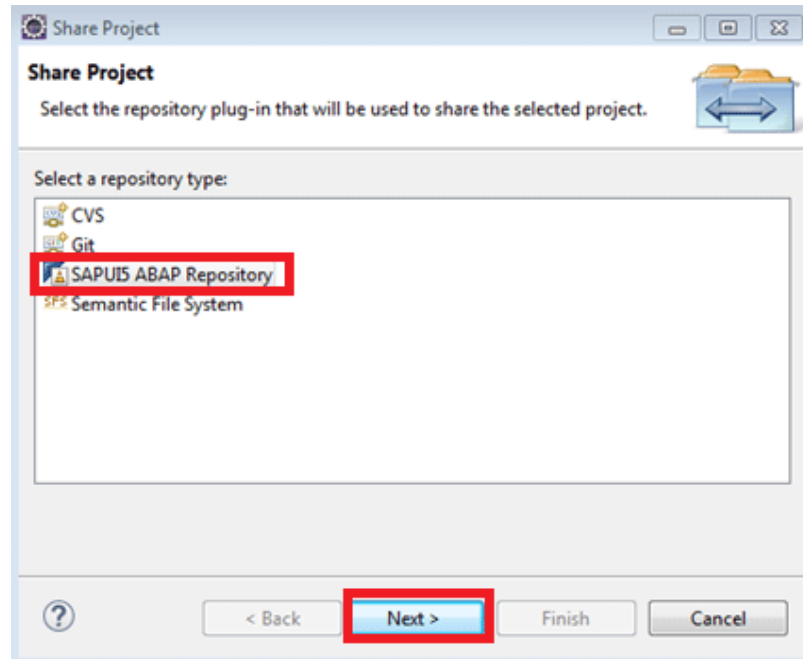 Share Project
Share Project
Select the repository plug-in that will be used to share the selected project.
Select a repository type:
CVS
Git
SAPUI5 ABAP Repository
SFS Semantic File System
? < Back Next > Finish Cancel